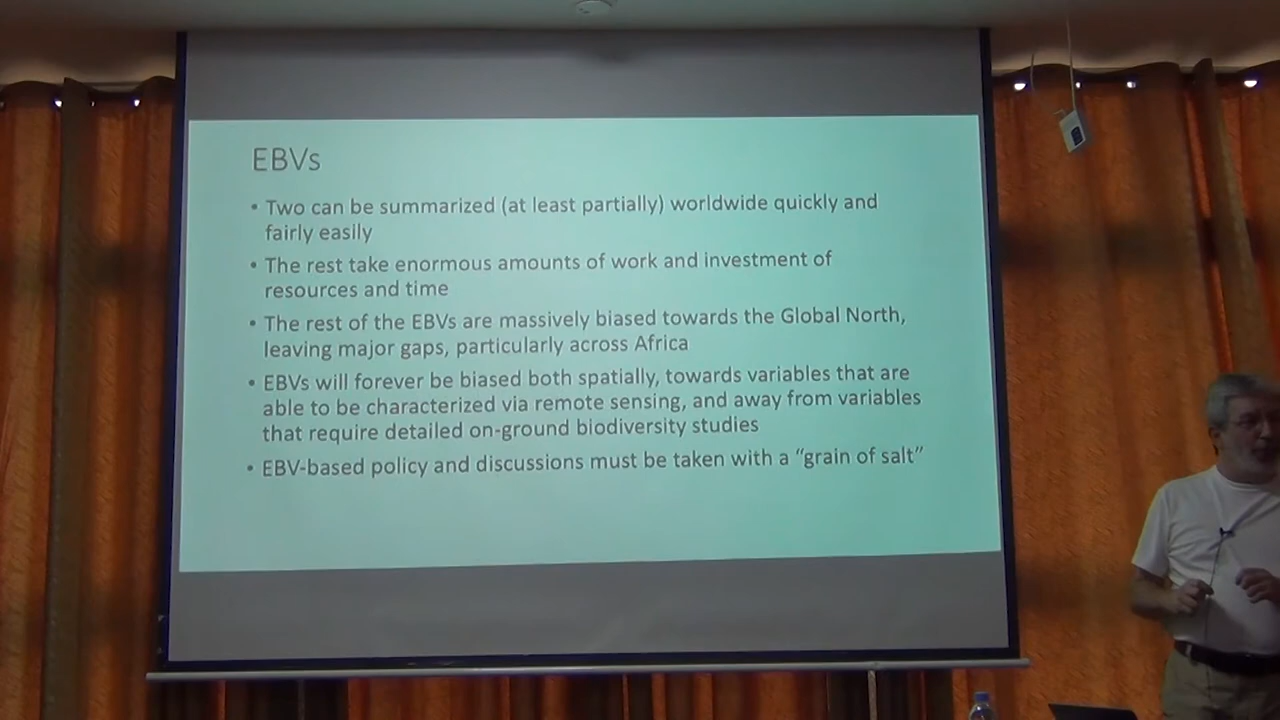 EBVs
• Two can be summarized (at least partially) worldwide quickly and
fairly easily
• The rest take enormous amounts of work and investment of
resources and time
• The rest of the EBVs are massively biased towards the Global North,
leaving major gaps, particularly across Africa
• EBVs will forever be biased both spatially, towards variables that are
able to be characterized via remote sensing, and away from variables
that require detailed on-ground biodiversity studies
• EBV-based policy and discussions must be taken with a “grain of salt”